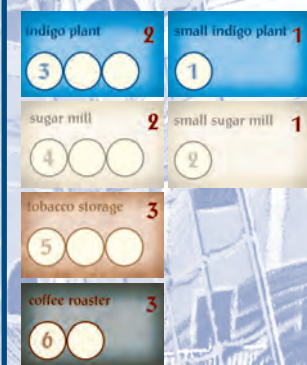 indigo plant 2 small indigo plant 1
3 1
sugar mill 2 small sugar mill 1
4 2
tobacco storage 3
5
coffee roaster 3
6